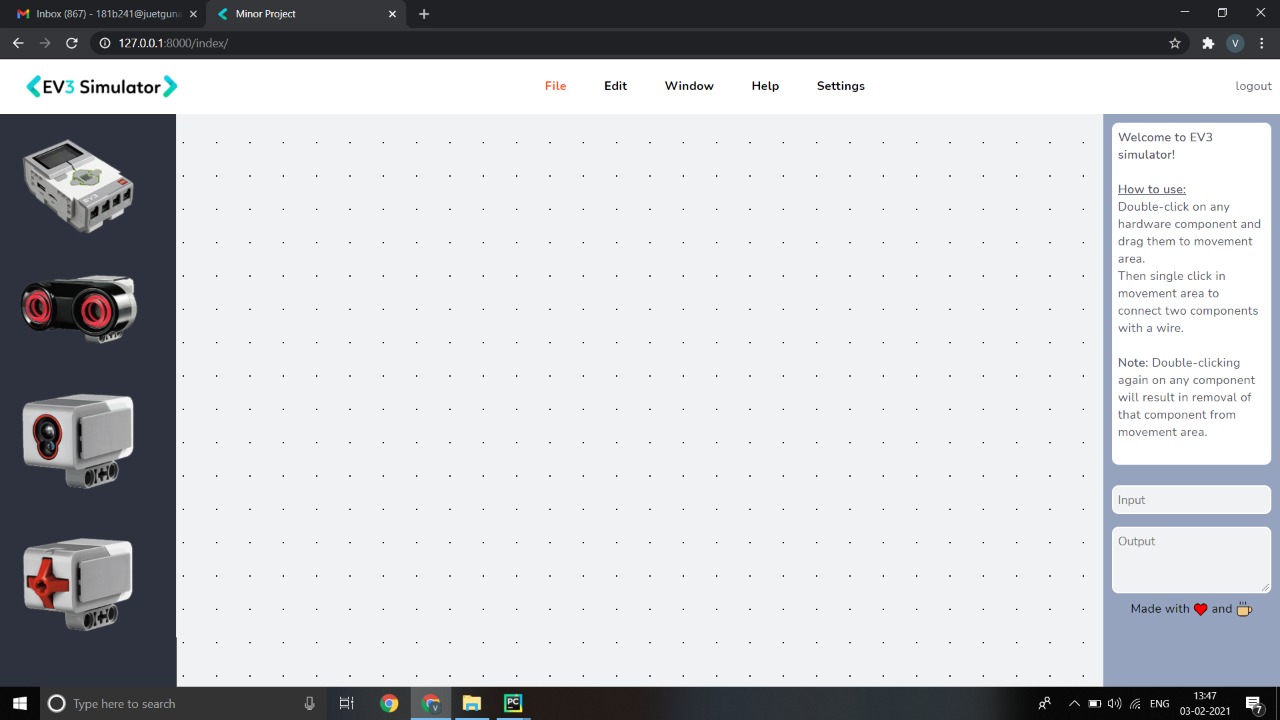 Inbox (867) - 181b241@juetguna
Minor Project
127.0.0.1:8000/index/
V
EV3 Simulator
File
Edit
Window
Help
Settings
logout
EV3
Welcome to EV3
simulator!
How to use:
Double-click on any
hardware component and
drag them to movement
area.
Then single click in
movement area to
connect two components
with a wire.
Note: Double-clicking
again on any component
will result in removal of
that component from
movement area.
Input
Output
Made with ❤ and ☕
Type here to search
V
PC
ENG
13:47
03-02-2021
7